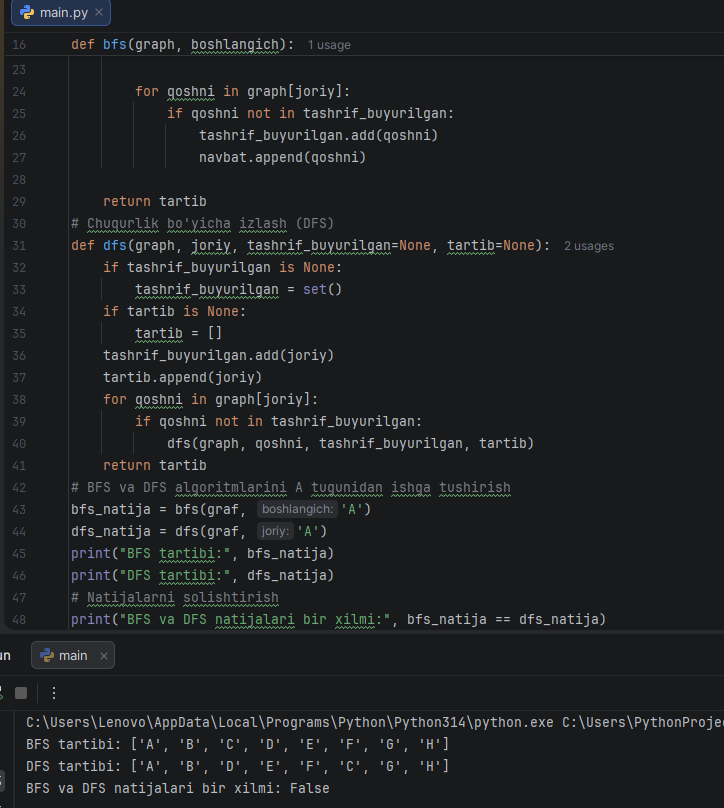 main.py ×
16 def bfs(graph, boshlangich): 1 usage
23
24 for qoshni in graph[joriy]:
25 if qoshni not in tashrif_buyurilgan:
26 tashrif_buyurilgan.add(qoshni)
27 navbat.append(qoshni)
28
29 return tartib
30 # Chuqurlik bo'yicha izlash (DFS)
31 def dfs(graph, joriy, tashrif_buyurilgan=None, tartib=None): 2 usages
32 if tashrif_buyurilgan is None:
33 tashrif_buyurilgan = set()
34 if tartib is None:
35 tartib = []
36 tashrif_buyurilgan.add(joriy)
37 tartib.append(joriy)
38 for qoshni in graph[joriy]:
39 if qoshni not in tashrif_buyurilgan:
40 dfs(graph, qoshni, tashrif_buyurilgan, tartib)
41 return tartib
42 # BFS va DFS algoritmlarini A tugunidan ishga tushirish
43 bfs_natija = bfs(graf, boshlangich: 'A')
44 dfs_natija = dfs(graf, joriy: 'A')
45 print("BFS tartibi:", bfs_natija)
46 print("DFS tartibi:", dfs_natija)
47 # Natijalarni solishtirish
48 print("BFS va DFS natijalari bir xilmi:", bfs_natija == dfs_natija)
un main ×
C:\Users\Lenovo\AppData\Local\Programs\Python\Python314\python.exe C:\Users\PythonProjec
BFS tartibi: ['A', 'B', 'C', 'D', 'E', 'F', 'G', 'H']
DFS tartibi: ['A', 'B', 'D', 'E', 'F', 'C', 'G', 'H']
BFS va DFS natijalari bir xilmi: False